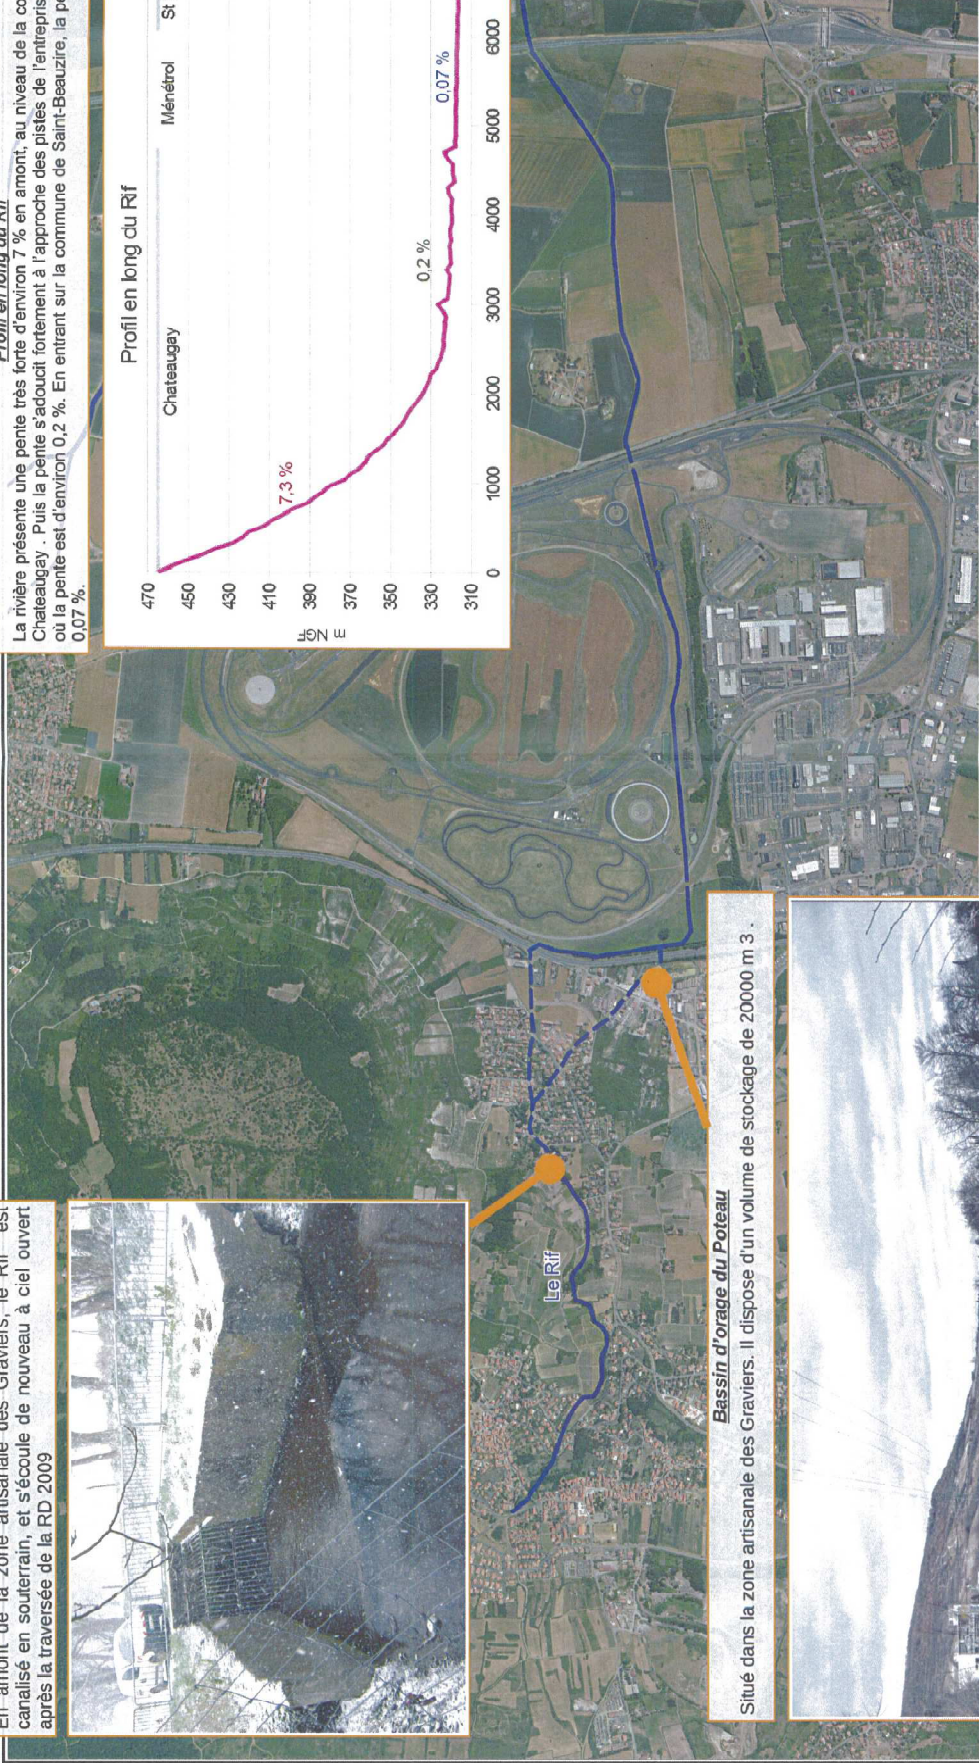 En amont de la zone artisanale des Graviers, le Rif est
canalisé en souterrain, et s'écoule de nouveau à ciel ouvert
après la traversée de la RD 2009
Profil en long du Rif
La rivière présente une pente très forte d'environ 7 % en amont, au niveau de la
Chateaugay . Puis la pente s'adoucit fortement à l'approche des pistes de
où la pente est d'environ 0,2 %. En entrant sur la commune de Saint-Beauzire, la
0,07 %.
Profil en long du Rif
Chateaugay
Ménétrol
St
m NGF
470
450
430
410
390
370
350
330
310
7,3 %
0,2 %
0,07 %
0
1000
2000
3000
4000
5000
6000
Le Rif
Bassin d'orage du Poteau
Situé dans la zone artisanale des Graviers. Il dispose d'un volume de stockage de 20000 m 3 .